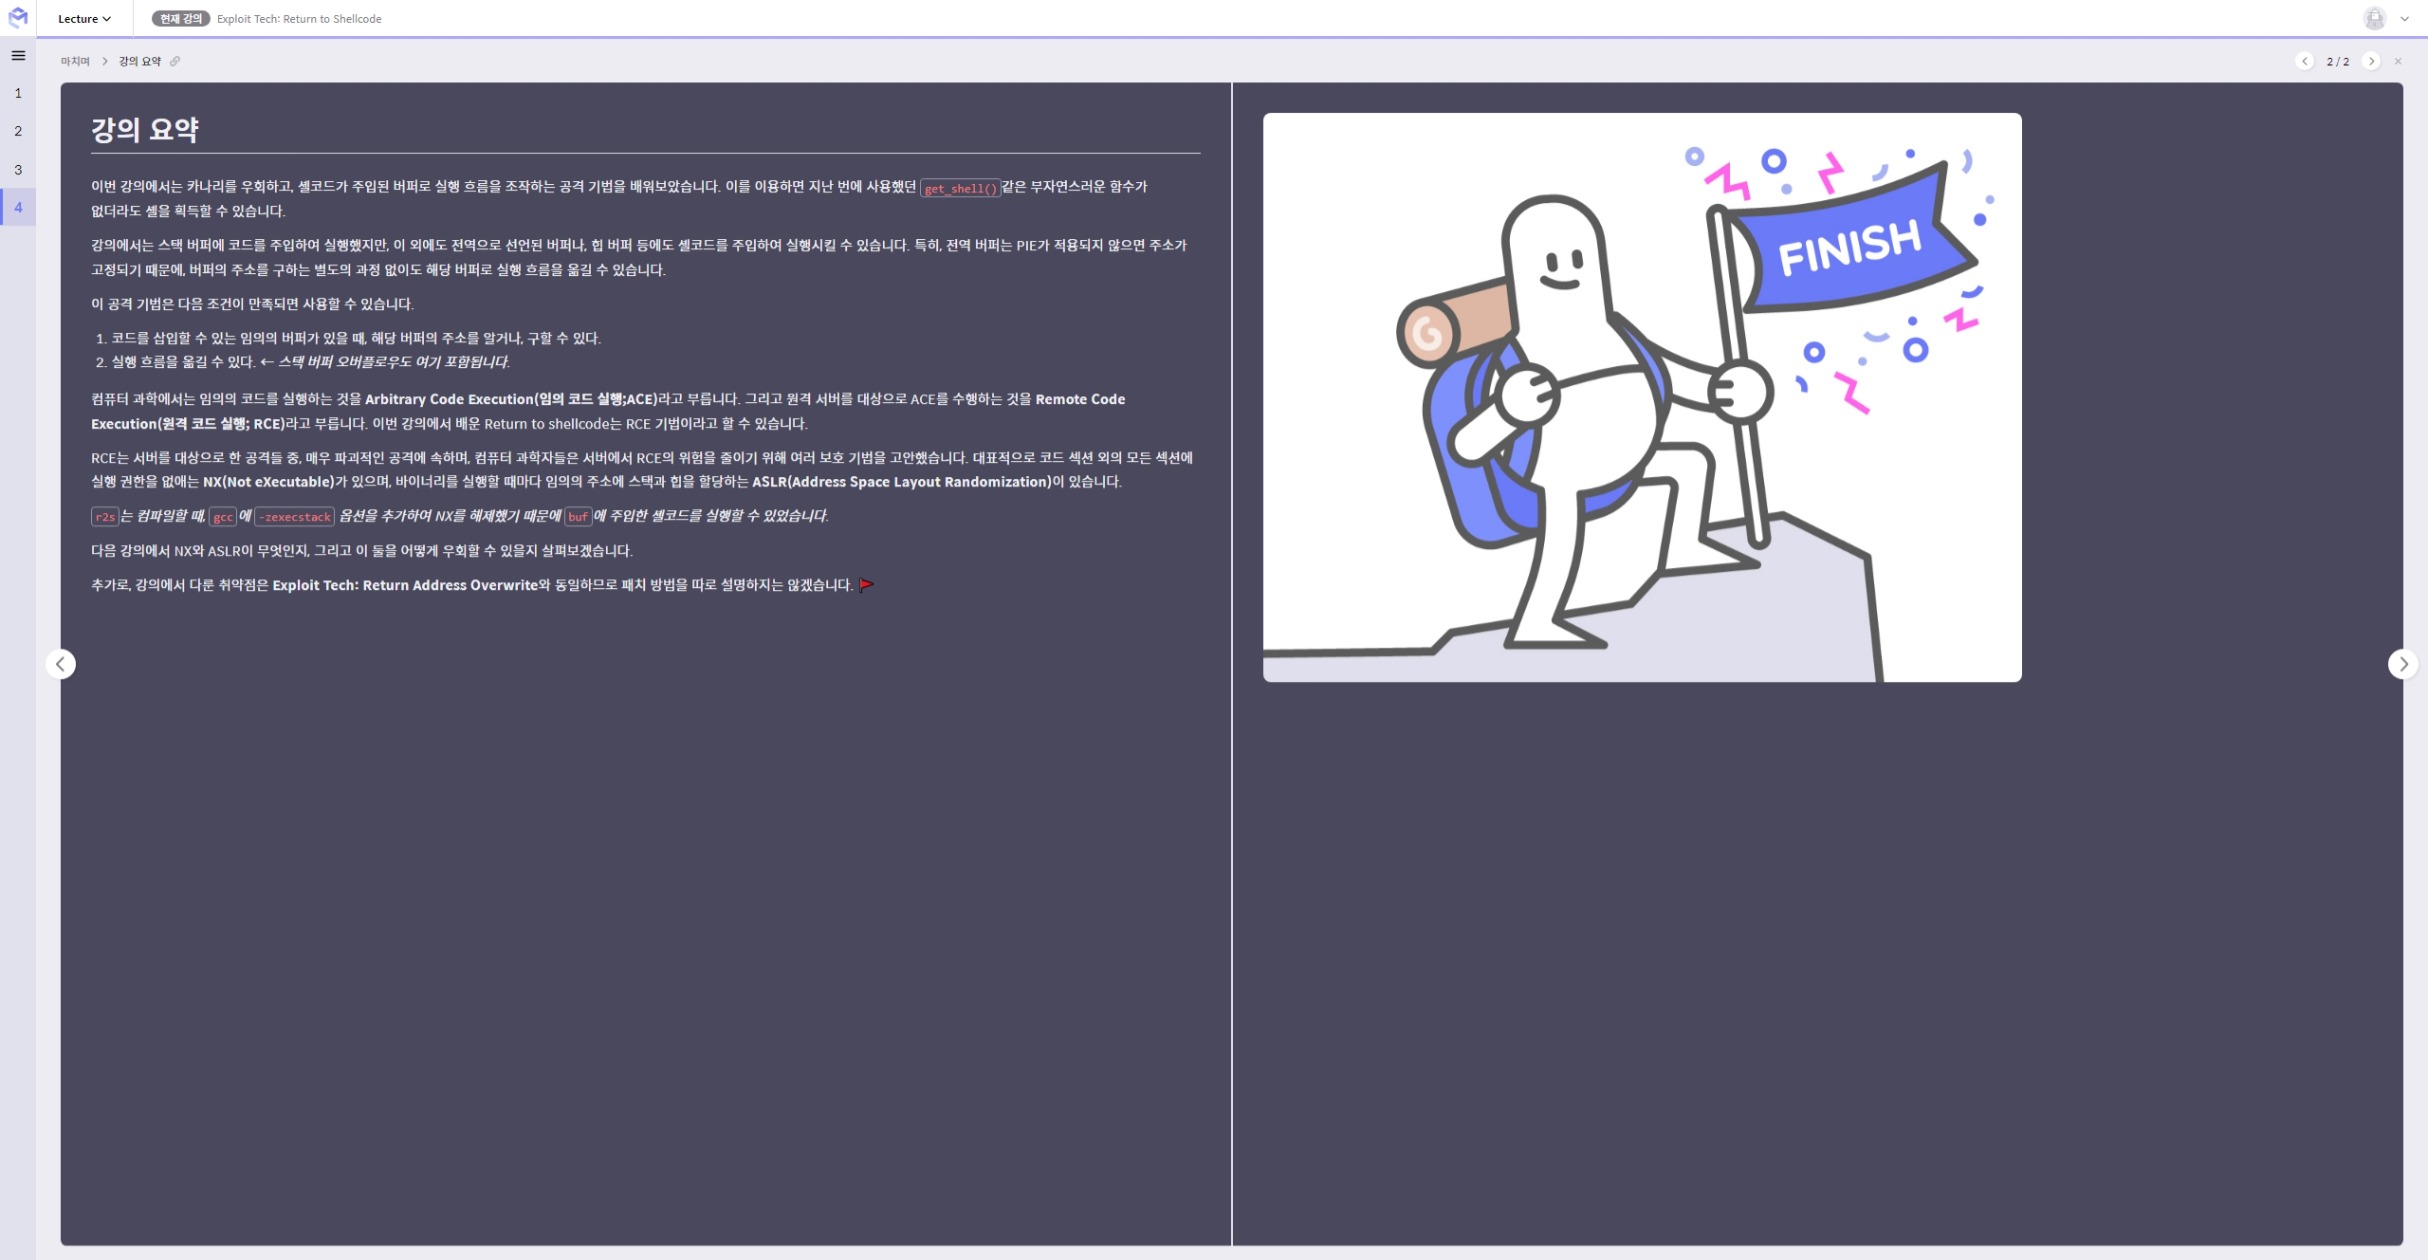 Lecture
현재 강의 Exploit Tech: Return to Shellcode
마치며 > 강의 요약
2 / 2
1
2
3
4
강의 요약
이번 강의에서는 카나리를 우회하고, 셸코드가 주입된 버퍼로 실행 흐름을 조작하는 공격 기법을 배워보았습니다. 이를 이용하면 지난 번에 사용했던 get_shell()같은 부자연스러운 함수가
없더라도 셸을 획득할 수 있습니다.
강의에서는 스택 버퍼에 코드를 주입하여 실행했지만, 이 외에도 전역으로 선언된 버퍼나, 힙 버퍼 등에도 셸코드를 주입하여 실행시킬 수 있습니다. 특히, 전역 버퍼는 PIE가 적용되지 않으면 주소가
고정되기 때문에, 버퍼의 주소를 구하는 별도의 과정 없이도 해당 버퍼로 실행 흐름을 옮길 수 있습니다.
이 공격 기법은 다음 조건이 만족되면 사용할 수 있습니다.
1. 코드를 삽입할 수 있는 임의의 버퍼가 있을 때, 해당 버퍼의 주소를 알거나, 구할 수 있다.
2. 실행 흐름을 옮길 수 있다. ← 스택 버퍼 오버플로우도 여기 포함됩니다.
컴퓨터 과학에서는 임의의 코드를 실행하는 것을 Arbitrary Code Execution(임의 코드 실행;ACE)라고 부릅니다. 그리고 원격 서버를 대상으로 ACE를 수행하는 것을 Remote Code
Execution(원격 코드 실행; RCE)라고 부릅니다. 이번 강의에서 배운 Return to shellcode는 RCE 기법이라고 할 수 있습니다.
RCE는 서버를 대상으로 한 공격들 중, 매우 파괴적인 공격에 속하며, 컴퓨터 과학자들은 서버에서 RCE의 위험을 줄이기 위해 여러 보호 기법을 고안했습니다. 대표적으로 코드 섹션 외의 모든 섹션에
실행 권한을 없애는 NX(Not eXecutable)가 있으며, 바이너리를 실행할 때마다 임의의 주소에 스택과 힙을 할당하는 ASLR(Address Space Layout Randomization)이 있습니다.
r2s는 컴파일할 때, gcc에 -zexecstack 옵션을 추가하여 NX를 해제했기 때문에 buf에 주입한 셸코드를 실행할 수 있었습니다.
다음 강의에서 NX와 ASLR이 무엇인지, 그리고 이 둘을 어떻게 우회할 수 있을지 살펴보겠습니다.
추가로, 강의에서 다룬 취약점은 Exploit Tech: Return Address Overwrite와 동일하므로 패치 방법을 따로 설명하지는 않겠습니다. 🚩
FINISH